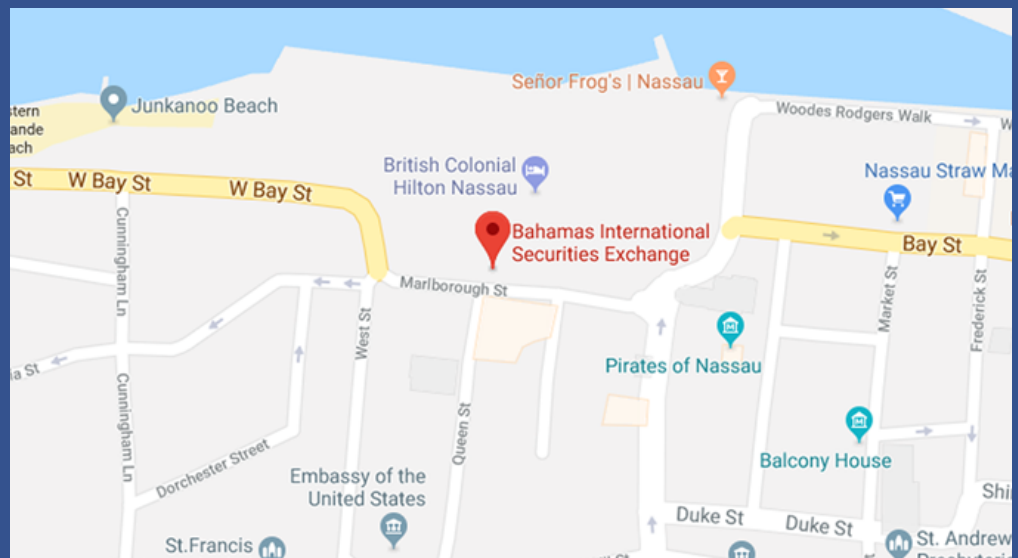 Señor Frog's | Nassau
Junkanoo Beach
Woodes Rodgers Walk
British Colonial
Hilton Nassau
Nassau Straw
St
W Bay St
W Bay St
Bahamas International
Securities Exchange
Bay St
Cunningham Ln
Marlborough St
West St
Market St
Frederick St
Pirates of Nassau
St
Cunningham Ln
Queen St
Dorchester Street
Balcony House
Embassy of the
United States
Duke St
Duke St
St.Francis
St. Andrew